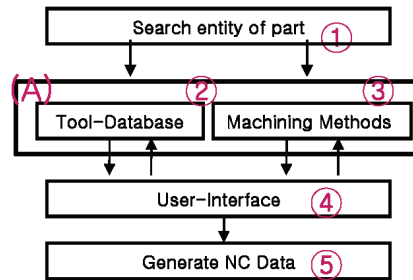 Search entity of part ①
(A) ② ③
Tool-Database Machining Methods
User-Interface ④
Generate NC Data ⑤